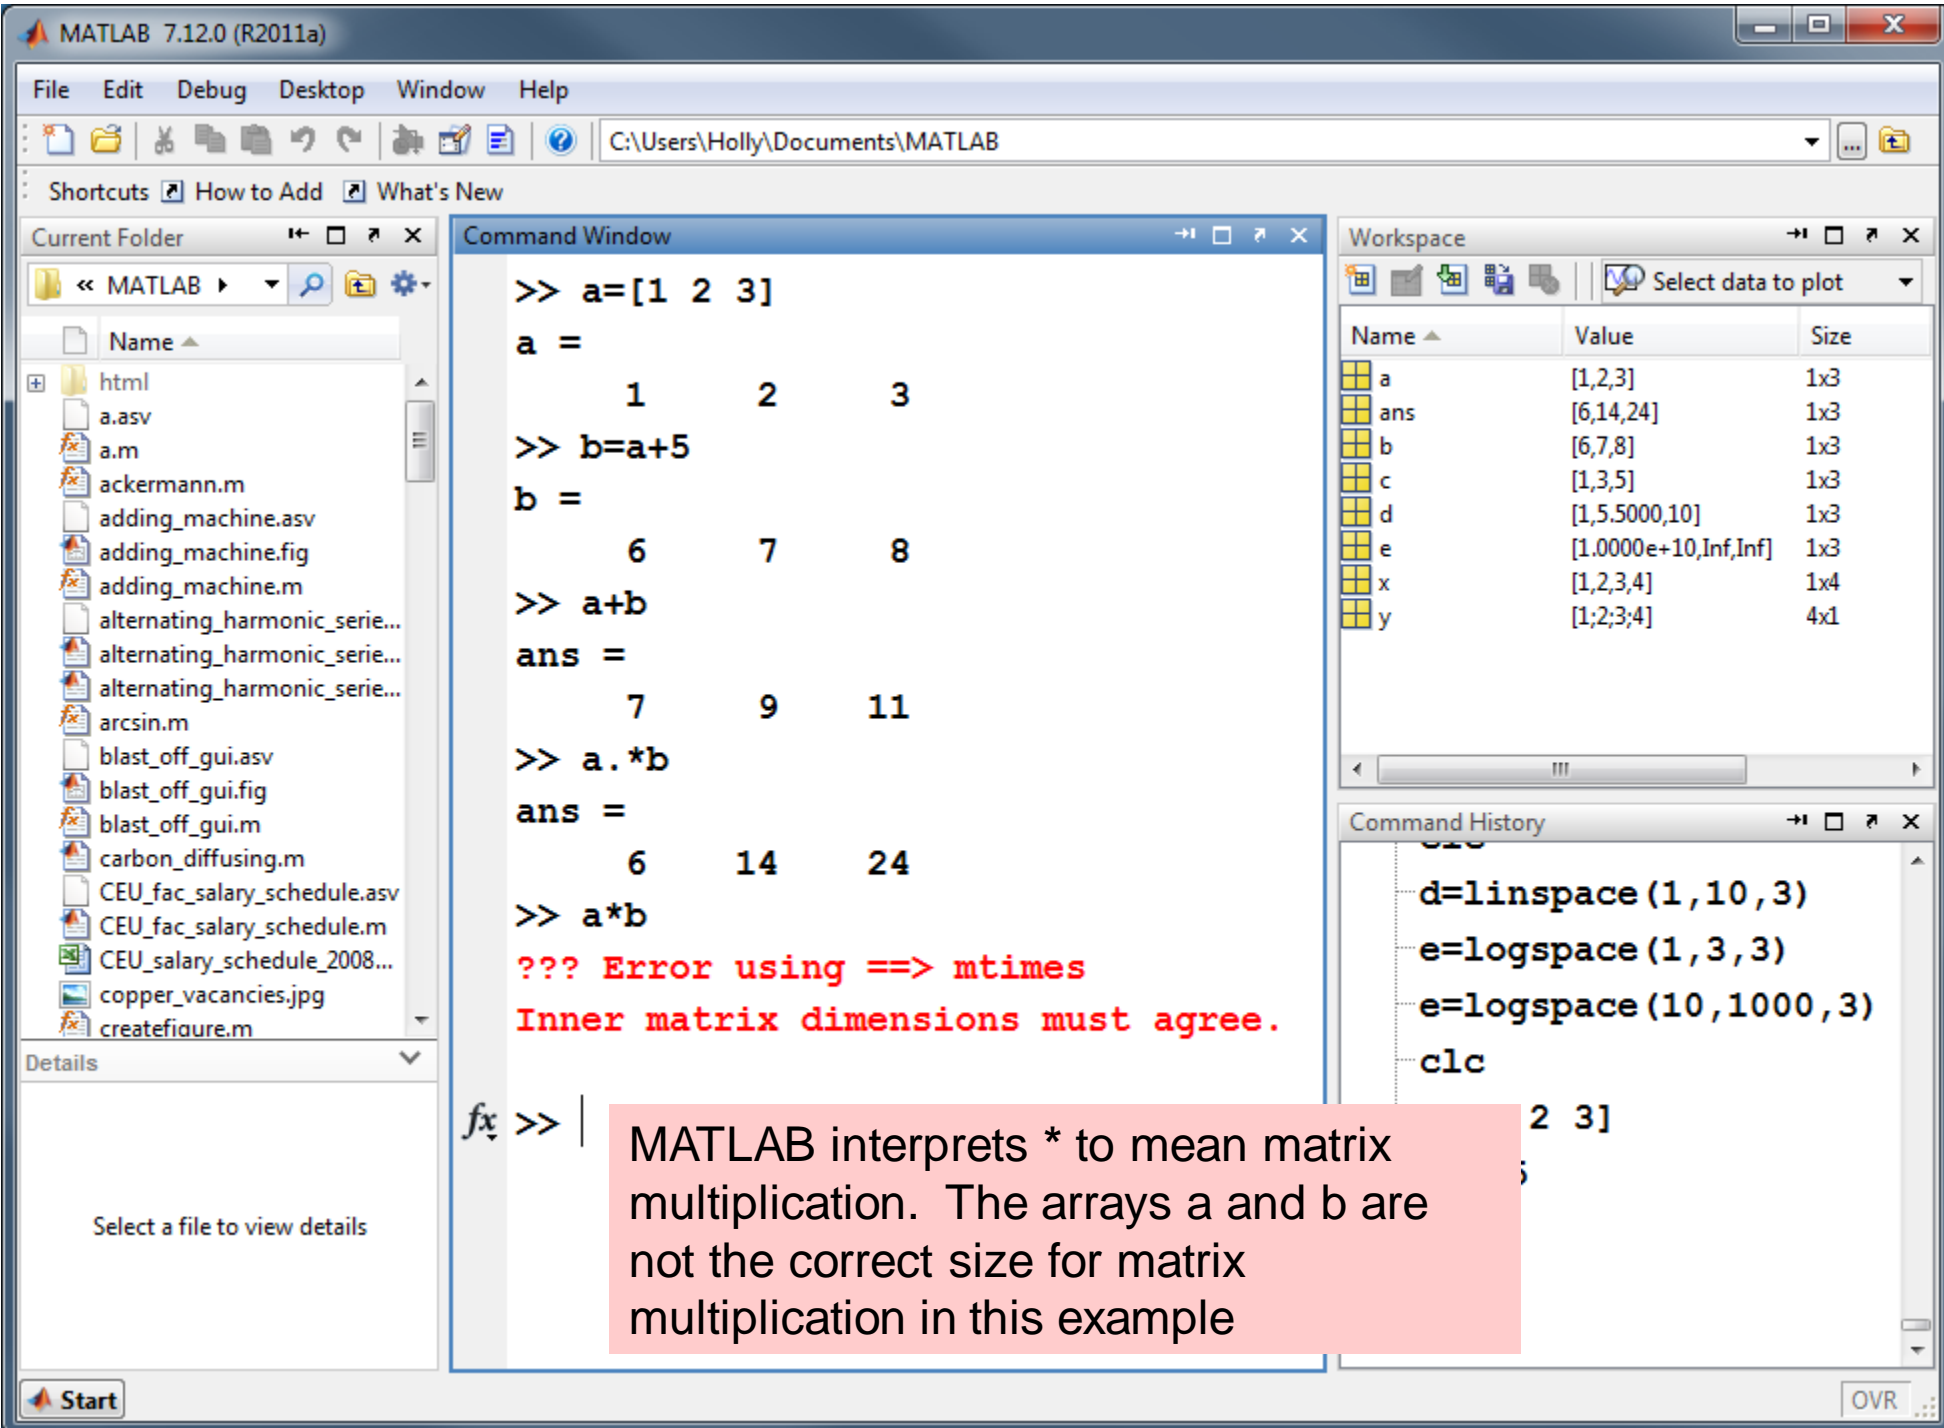 MATLAB 7.12.0 (R2011a)
File Edit Debug Desktop Window Help
C:\Users\Holly\Documents\MATLAB
Shortcuts How to Add What's New
Current Folder
« MATLAB
Name
html
a.asv
a.m
ackermann.m
adding_machine.asv
adding_machine.fig
adding_machine.m
alternating_harmonic_serie...
alternating_harmonic_serie...
alternating_harmonic_serie...
arcsin.m
blast_off_gui.asv
blast_off_gui.fig
blast_off_gui.m
carbon_diffusing.m
CEU_fac_salary_schedule.asv
CEU_fac_salary_schedule.m
CEU_salary_schedule_2008...
copper_vacancies.jpg
createfigure.m
Details
Select a file to view details
Start
Command Window
>> a=[1 2 3]
a =
1 2 3
>> b=a+5
b =
6 7 8
>> a+b
ans =
7 9 11
>> a.*b
ans =
6 14 24
>> a*b
??? Error using ==> mtimes
Inner matrix dimensions must agree.
fx >>
MATLAB interprets * to mean matrix
multiplication. The arrays a and b are
not the correct size for matrix
multiplication in this example
Workspace
Select data to plot
Name Value Size
a [1,2,3] 1x3
ans [6,14,24] 1x3
b [6,7,8] 1x3
c [1,3,5] 1x3
d [1,5.5000,10] 1x3
e [1.0000e+10,Inf,Inf] 1x3
x [1,2,3,4] 1x4
y [1;2;3;4] 4x1
Command History
clc
d=linspace(1,10,3)
e=logspace(1,3,3)
e=logspace(10,1000,3)
clc
2 3]
OVR